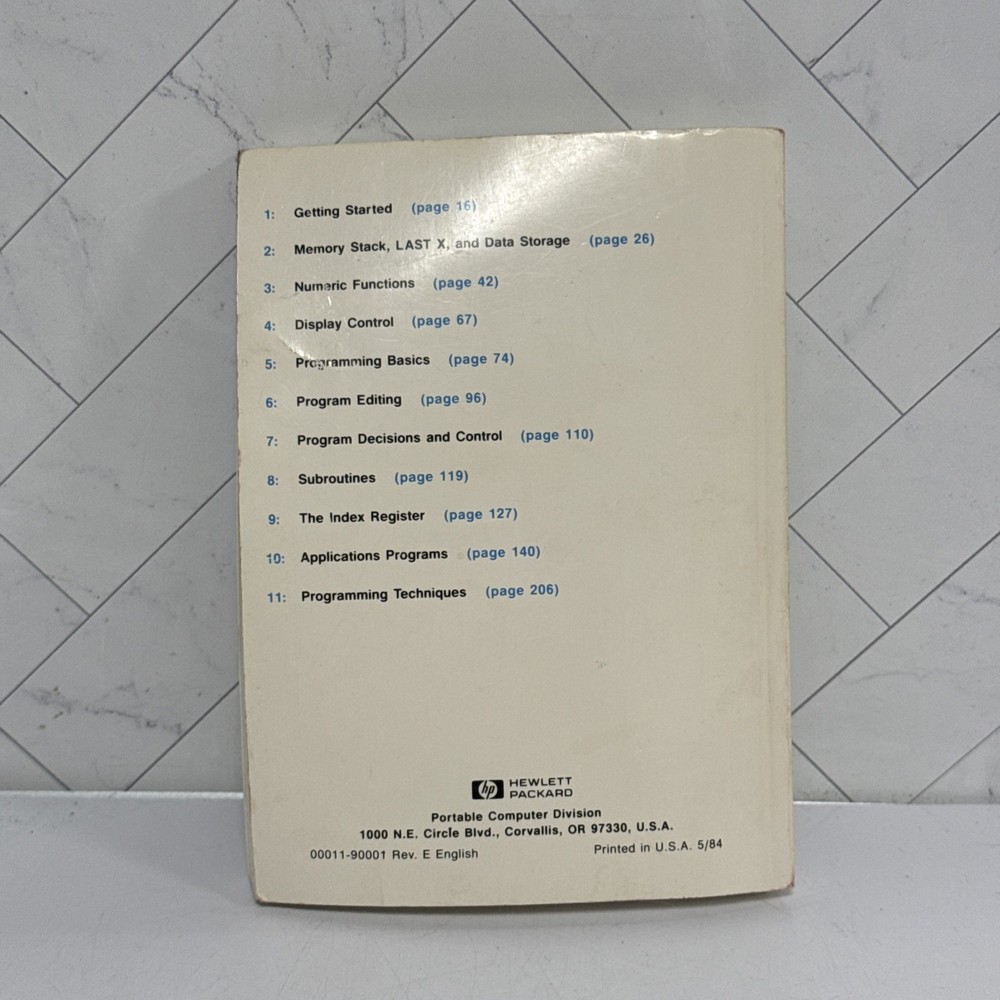 1: Getting Started (page 16)
2: Memory Stack, LAST X, and Data Storage (page 26)
3: Numeric Functions (page 42)
4: Display Control (page 67)
5: Programming Basics (page 74)
6: Program Editing (page 96)
7: Program Decisions and Control (page 110)
8: Subroutines (page 119)
9: The Index Register (page 127)
10: Applications Programs (page 140)
11: Programming Techniques (page 206)
hp HEWLETT
PACKARD
Portable Computer Division
1000 N.E. Circle Blvd., Corvallis, OR 97330, U.S.A.
00011-90001 Rev. E English Printed in U.S.A. 5/84